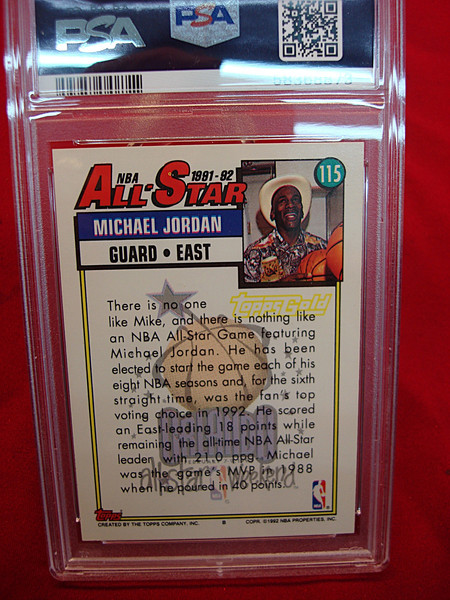 PSA
PSA
NBA 1991-92
ALL-STAR
115
MICHAEL JORDAN
GUARD • EAST
Topps Gold
There is no one
like Mike, and there is nothing like
an NBA All-Star Game featuring
Michael Jordan. He has been
elected to start the game each of his
eight NBA seasons and, for the sixth
straight time, was the fan's top
voting choice in 1992. He scored
an East-leading 18 points while
remaining the all-time NBA All-Star
leader with 21.0 ppg. Michael
was the game's MVP in 1988
when he poured in 40 points.
all-star weekend
NBA
Topps
CREATED BY THE TOPPS COMPANY, INC.
COPR. ©1992 NBA PROPERTIES, INC.